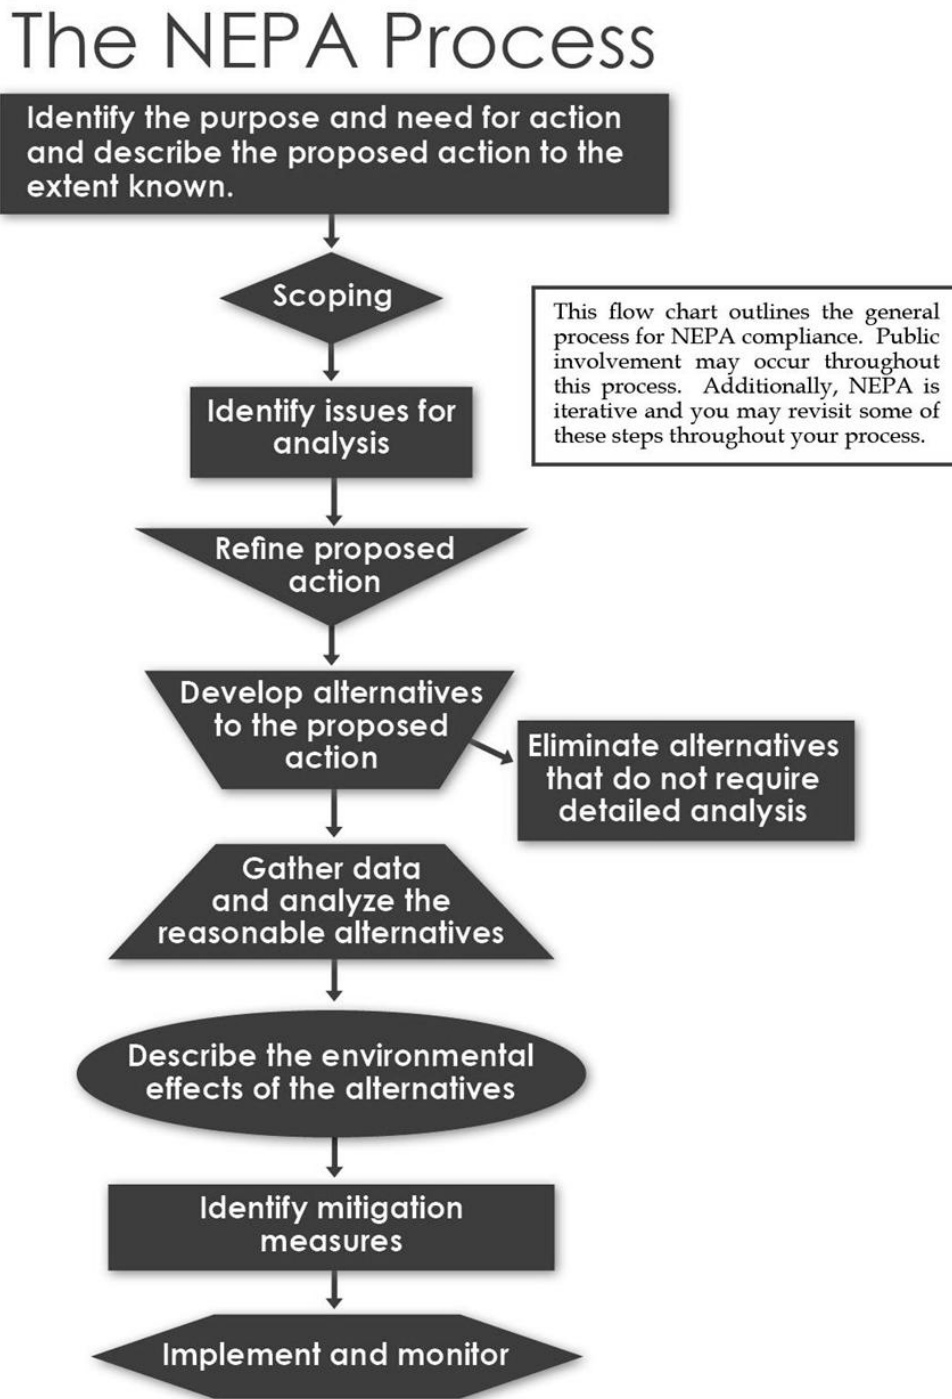 The NEPA Process
Identify the purpose and need for action
and describe the proposed action to the
extent known.
Scoping
This flow chart outlines the general
process for NEPA compliance. Public
involvement may occur throughout
this process. Additionally, NEPA is
iterative and you may revisit some of
these steps throughout your process.
Identify issues for
analysis
Refine proposed
action
Develop alternatives
to the proposed
action
Eliminate alternatives
that do not require
detailed analysis
Gather data
and analyze the
reasonable alternatives
Describe the environmental
effects of the alternatives
Identify mitigation
measures
Implement and monitor